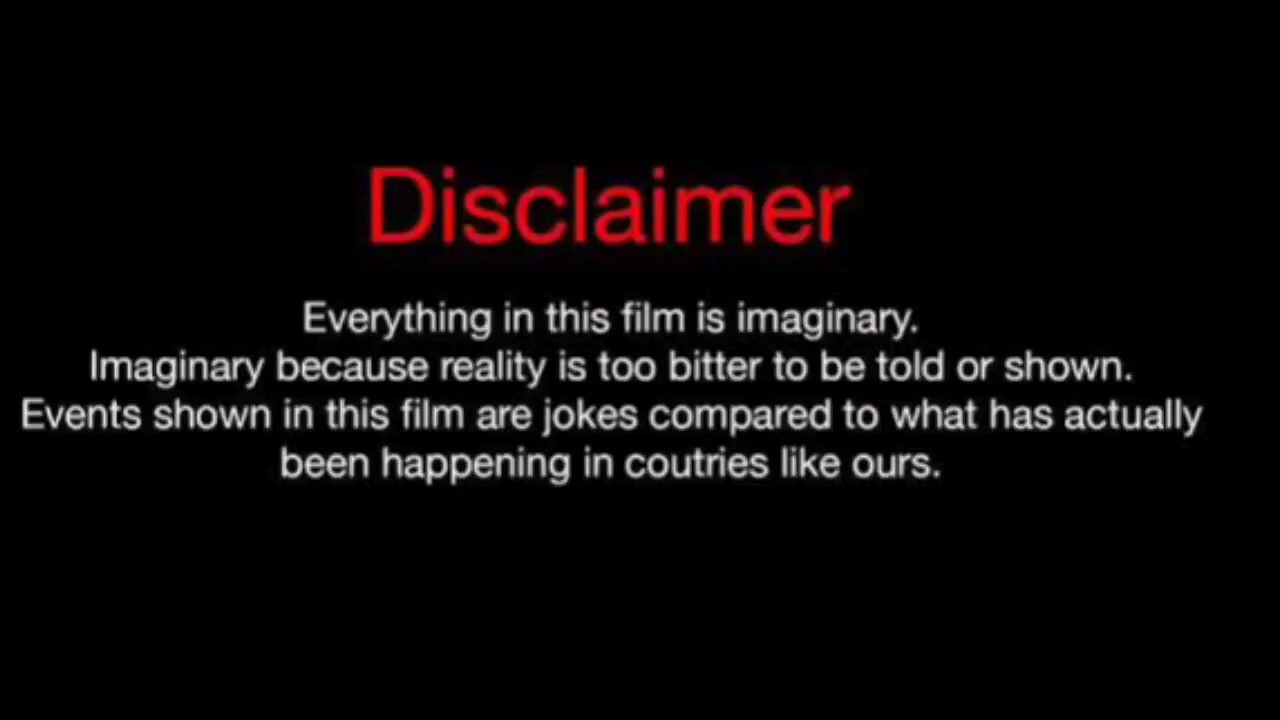 Disclaimer
Everything in this film is imaginary.
Imaginary because reality is too bitter to be told or shown.
Events shown in this film are jokes compared to what has actually
been happening in coutries like ours.